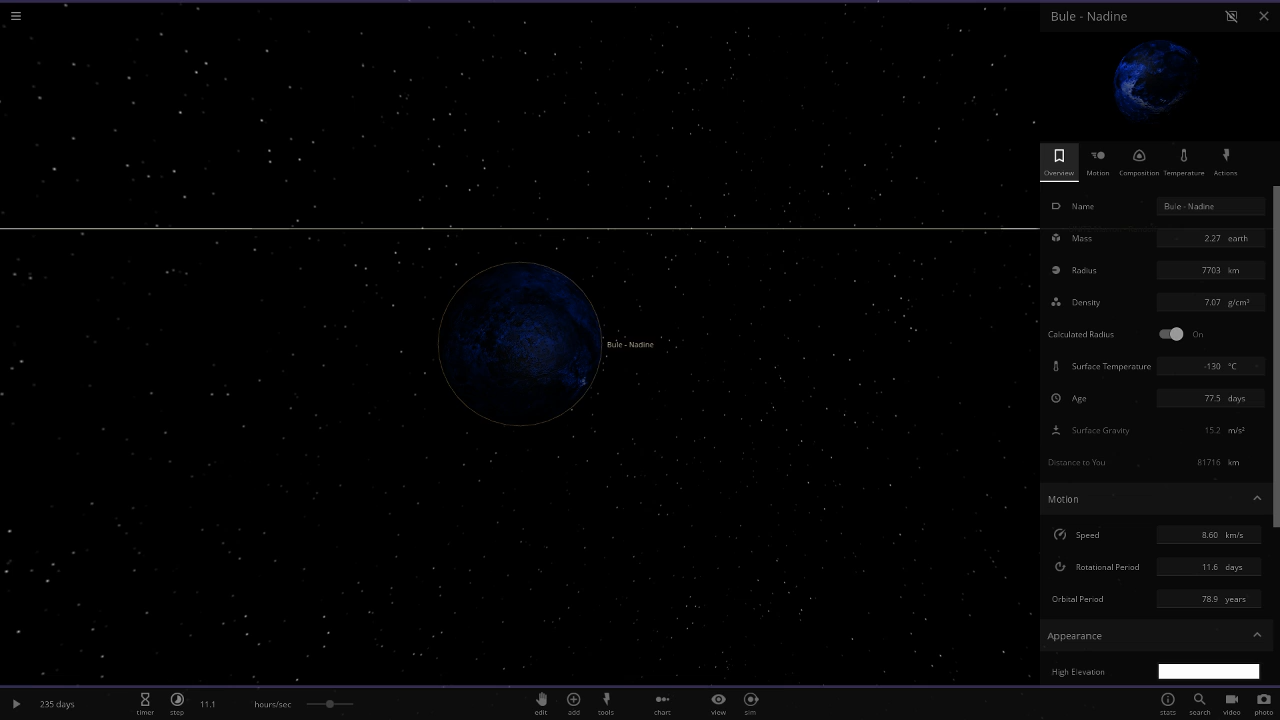 Bule - Nadine
Overview Motion Composition Temperature Actions
Name Bule - Nadine
Mass 2.27 earth
Radius 7703 km
Density 7.07 g/cm³
Calculated Radius On
Bule - Nadine
Surface Temperature -130 °C
Age 77.5 days
Surface Gravity 15.2 m/s²
Distance to You 81716 km
Motion
Speed 8.60 km/s
Rotational Period 11.6 days
Orbital Period 78.9 years
Appearance
High Elevation
235 days timer step 11.1 hours/sec edit add tools chart view sim stats search video photo